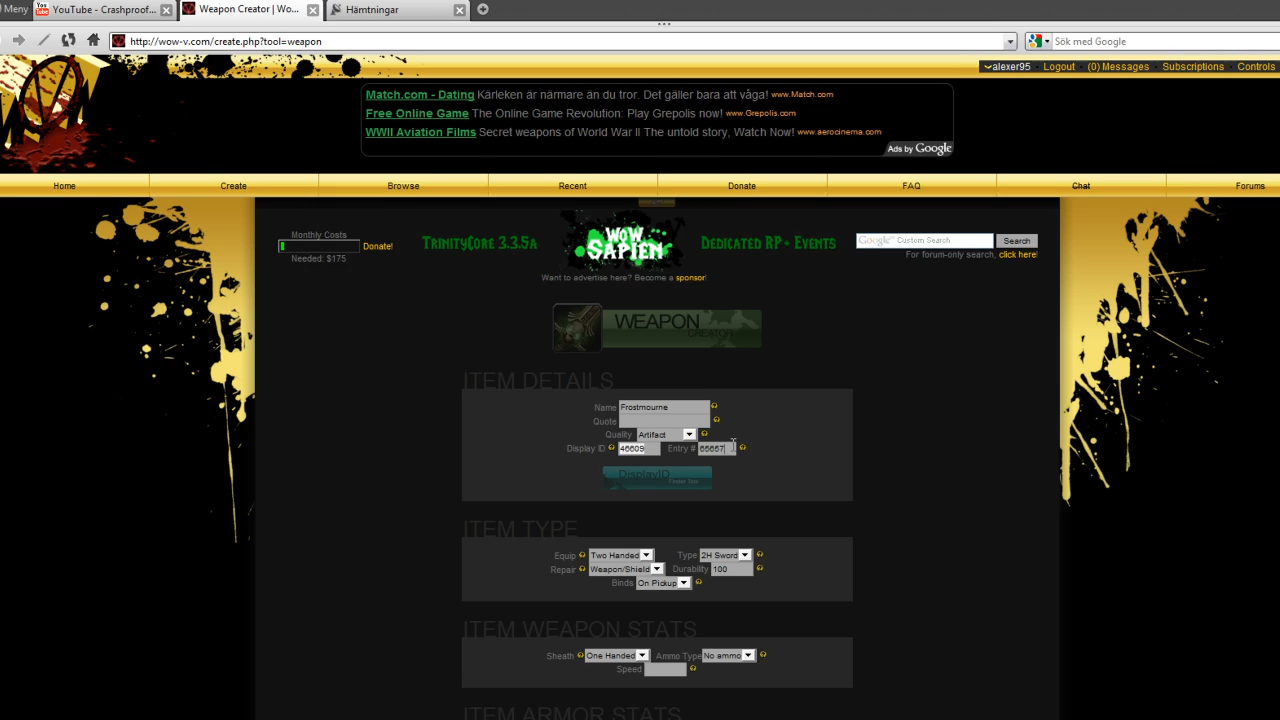 Meny YouTube - Crashproof... Weapon Creator | Wo... Hämtningar
http://wow-v.com/create.php?tool=weapon Sök med Google
alexer95 Logout (0) Messages Subscriptions Controls
Match.com - Dating Kärleken är närmare än du tror. Det gäller bara att våga! www.Match.com
Free Online Game The Online Game Revolution: Play Grepolis now! www.Grepolis.com
WWII Aviation Films Secret weapons of World War II The untold story, Watch Now! www.aerocinema.com
Ads by Google
Home Create Browse Recent Donate FAQ Chat Forums
Monthly Costs
Donate!
Needed: $175
TrinityCore 3.3.5a WoW SAPIEN Dedicated RP+ Events
Google Custom Search Search
For forum-only search, click here!
Want to advertise here? Become a sponsor!
WEAPON
CREATOR
ITEM DETAILS
Name Frostmourne
Quote
Quality Artifact
Display ID 46609 Entry # 65657
DisplayID
ITEM TYPE
Equip Two Handed Type 2H Sword
Repair Weapon/Shield Durability 100
Binds On Pickup
ITEM WEAPON STATS
Sheath One Handed Ammo Type No ammo
Speed
ITEM ARMOR STATS